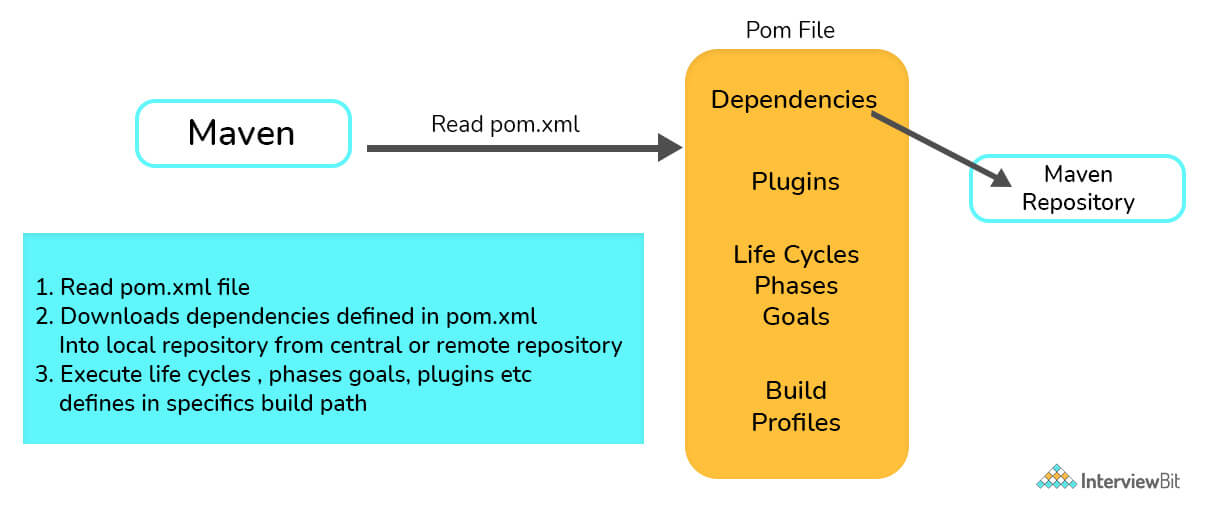 Pom File
Maven
Read pom.xml
Dependencies
Plugins
Life Cycles
Phases
Goals
Build
Profiles
Maven
Repository
1. Read pom.xml file
2. Downloads dependencies defined in pom.xml
Into local repository from central or remote repository
3. Execute life cycles , phases goals, plugins etc
defines in specifics build path
InterviewBit